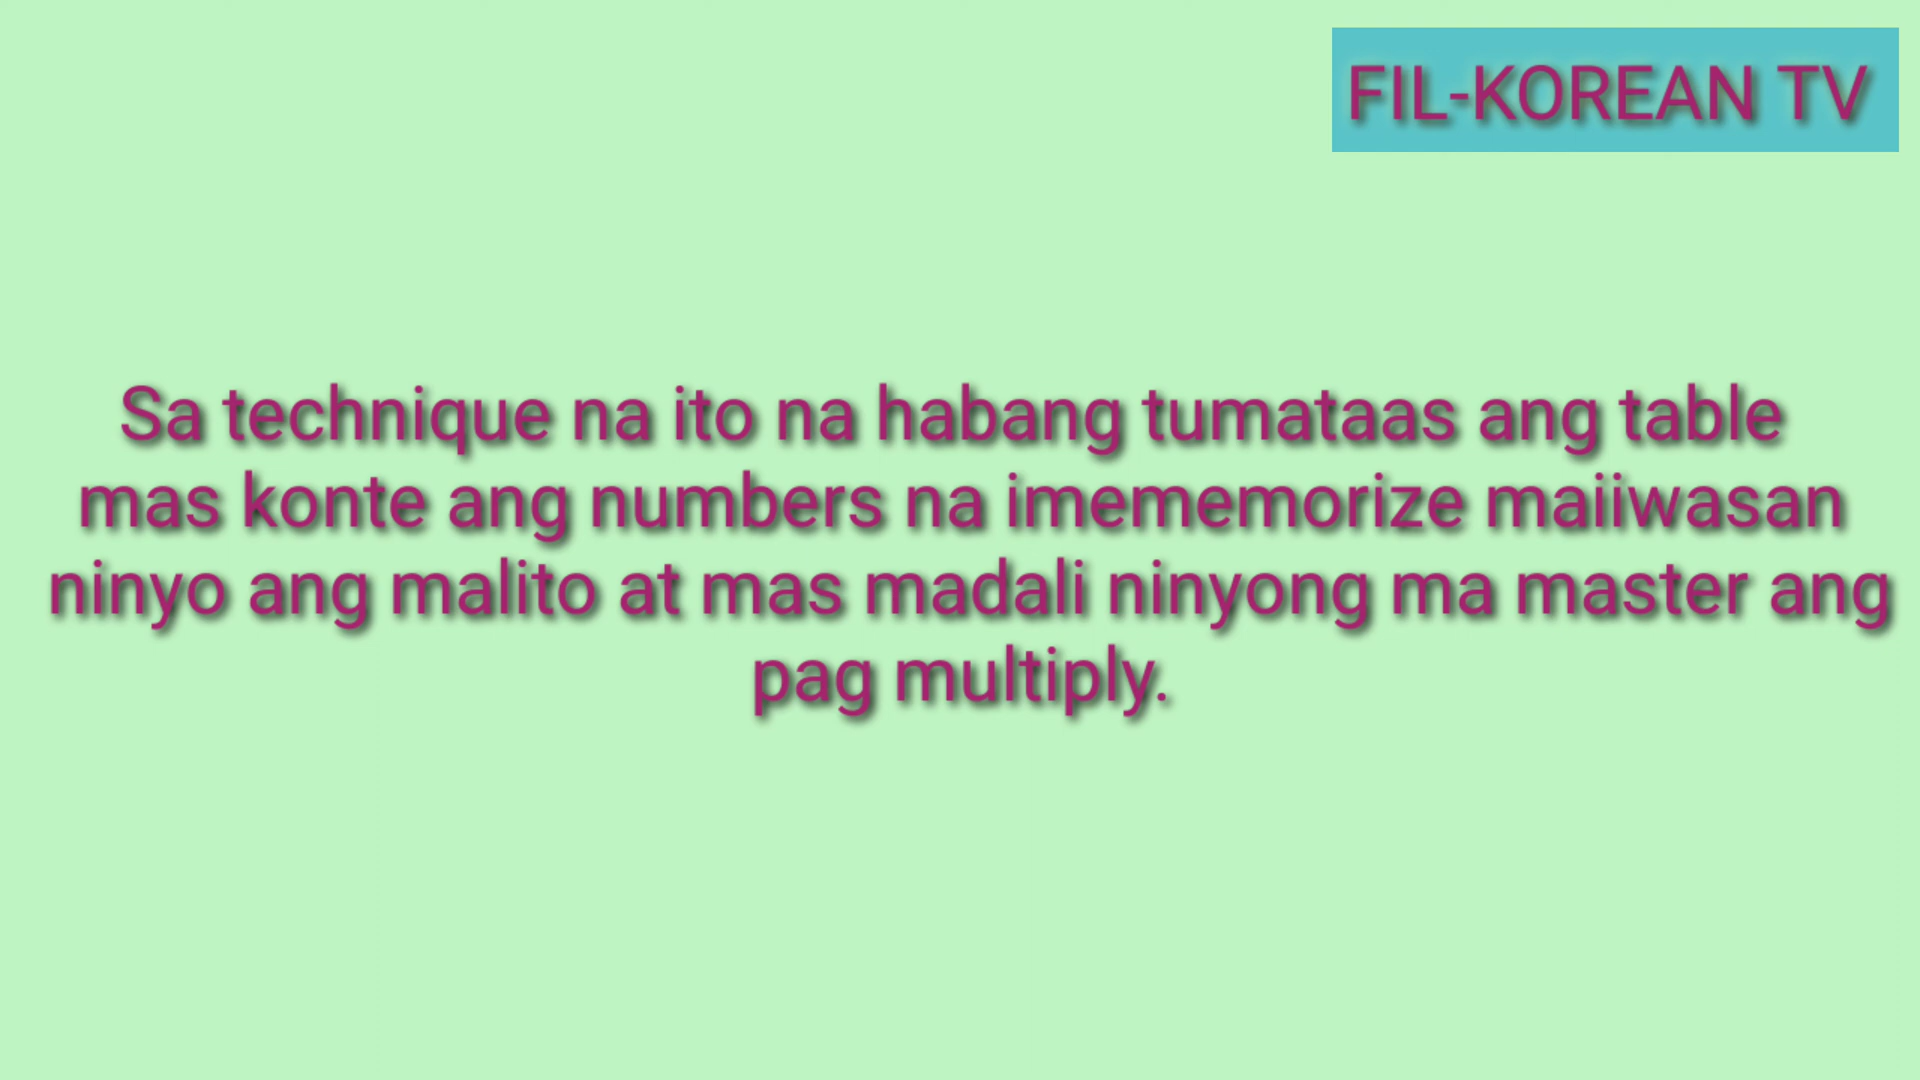 FIL-KOREAN TV
Sa technique na ito na habang tumataas ang table
mas konte ang numbers na imememorize maiiwasan
ninyo ang malito at mas madali ninyong ma master ang
pag multiply.